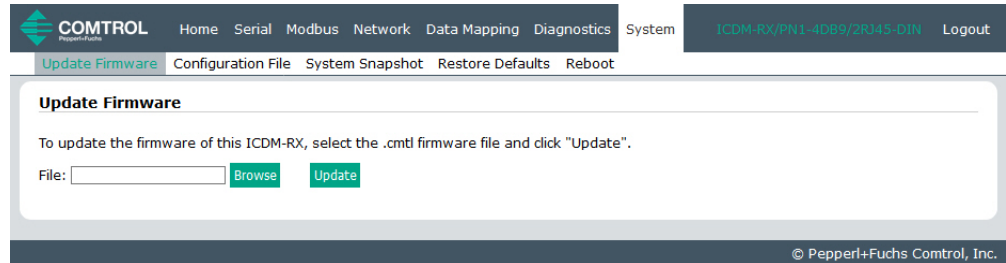 COMTROL
Pepperl+Fuchs
Home Serial Modbus Network Data Mapping Diagnostics System ICDM-RX/PN1-4DB9/2RJ45-DIN Logout
Update Firmware Configuration File System Snapshot Restore Defaults Reboot
Update Firmware
To update the firmware of this ICDM-RX, select the .cmtl firmware file and click "Update".
File: Browse Update
© Pepperl+Fuchs Comtrol, Inc.